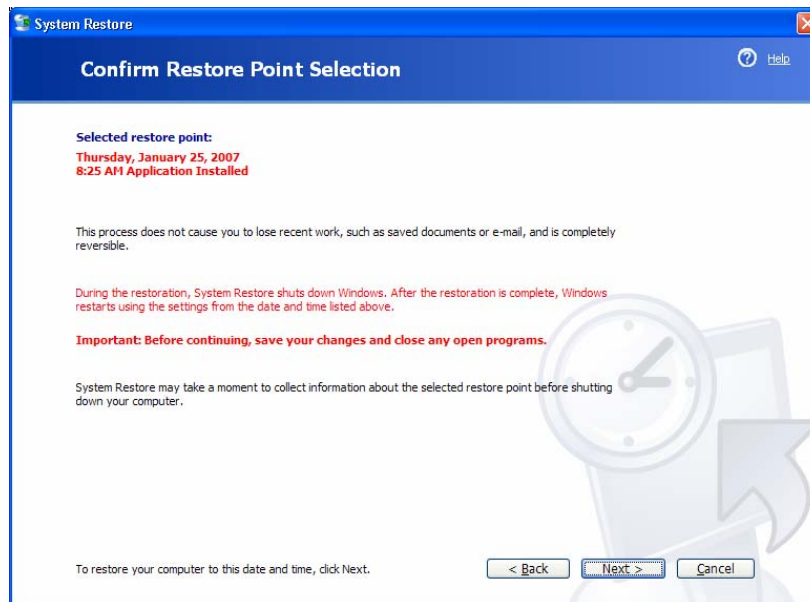 System Restore
Confirm Restore Point Selection
Help
Selected restore point:
Thursday, January 25, 2007
8:25 AM Application Installed
This process does not cause you to lose recent work, such as saved documents or e-mail, and is completely
reversible.
During the restoration, System Restore shuts down Windows. After the restoration is complete, Windows
restarts using the settings from the date and time listed above.
Important: Before continuing, save your changes and close any open programs.
System Restore may take a moment to collect information about the selected restore point before shutting
down your computer.
To restore your computer to this date and time, click Next.
< Back
Next >
Cancel